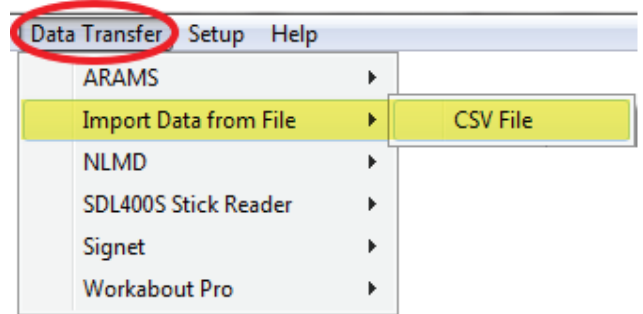 Data Transfer Setup Help
ARAMS
Import Data from File CSV File
NLMD
SDL400S Stick Reader
Signet
Workabout Pro